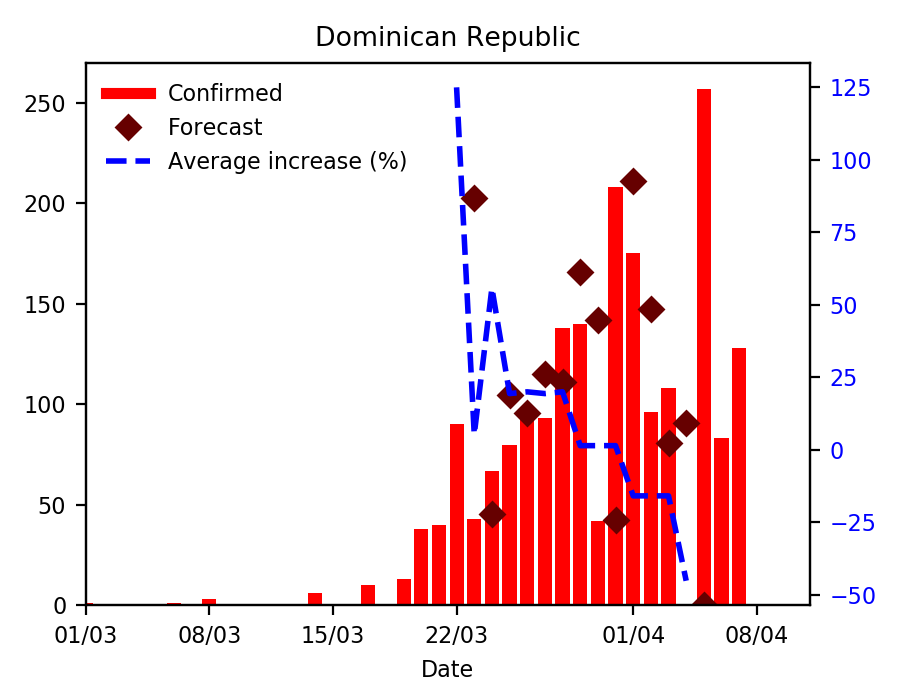 Dominican Republic
Confirmed
Forecast
Average increase (%)
250
200
150
100
50
0
125
100
75
50
25
0
−25
−50
01/03 08/03 15/03 22/03 01/04 08/04
Date